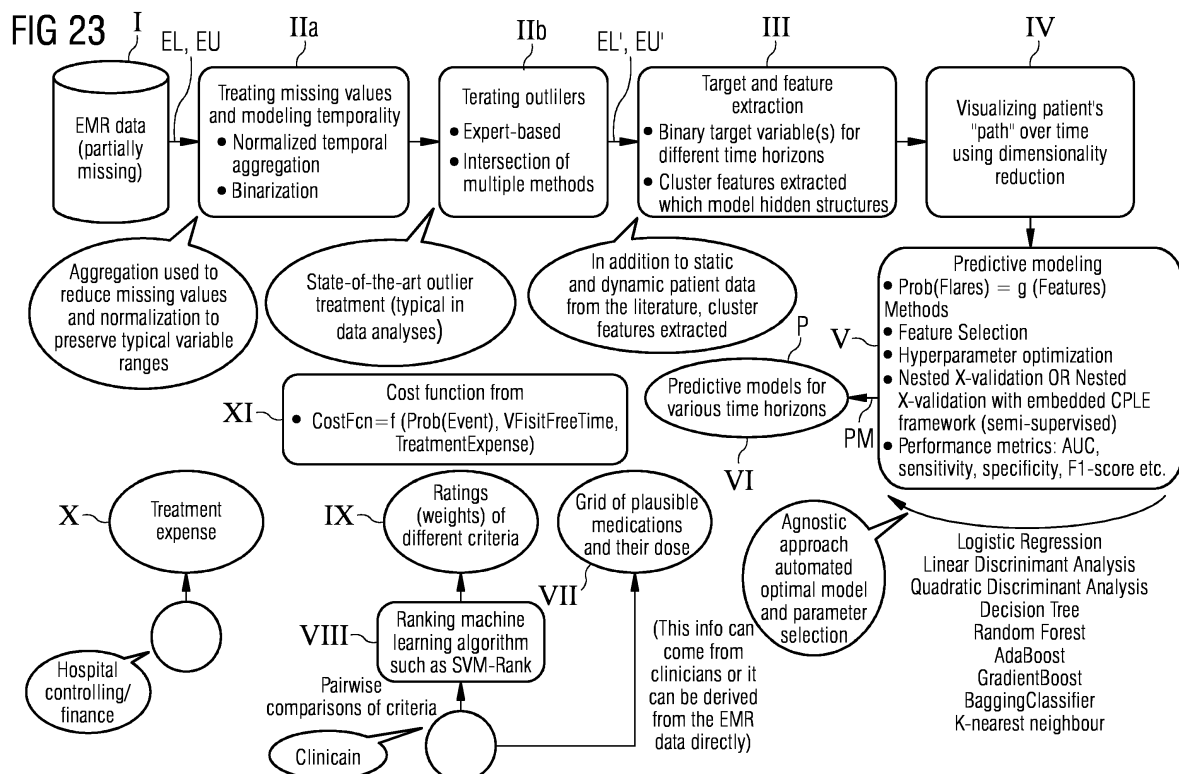 FIG 23
I
EL, EU
IIa
IIb
EL', EU'
III
IV
EMR data
(partially
missing)
Treating missing values
and modeling temporality
● Normalized temporal
aggregation
● Binarization
Terating outlilers
● Expert-based
● Intersection of
multiple methods
Target and feature
extraction
● Binary target variable(s) for
different time horizons
● Cluster features extracted
which model hidden structures
Visualizing patient's
"path" over time
using dimensionality
reduction
Aggregation used to
reduce missing values
and normalization to
preserve typical variable
ranges
State-of-the-art outlier
treatment (typical in
data analyses)
In addition to static
and dynamic patient data
from the literature, cluster
features extracted
V
Predictive modeling
● Prob(Flares) = g (Features)
Methods
● Feature Selection
● Hyperparameter optimization
● Nested X-validation OR Nested
X-validation with embedded CPLE
framework (semi-supervised)
● Performance metrics: AUC,
sensitivity, specificity, F1-score etc.
P
Predictive models for
various time horizons
PM
VI
XI
Cost function from
● CostFcn=f (Prob(Event), VFisitFreeTime,
TreatmentExpense)
X
Treatment
expense
IX
Ratings
(weights) of
different criteria
Grid of plausible
medications
and their dose
VII
Agnostic
approach
automated
optimal model
and parameter
selection
Logistic Regression
Linear Discrinimant Analysis
Quadratic Discriminant Analysis
Decision Tree
Random Forest
AdaBoost
GradientBoost
BaggingClassifier
K-nearest neighbour
VIII
Ranking machine
learning algorithm
such as SVM-Rank
(This info can
come from
clinicians or it
can be derived
from the EMR
data directly)
Hospital
controlling/
finance
Pairwise
comparisons of criteria
Clinicain